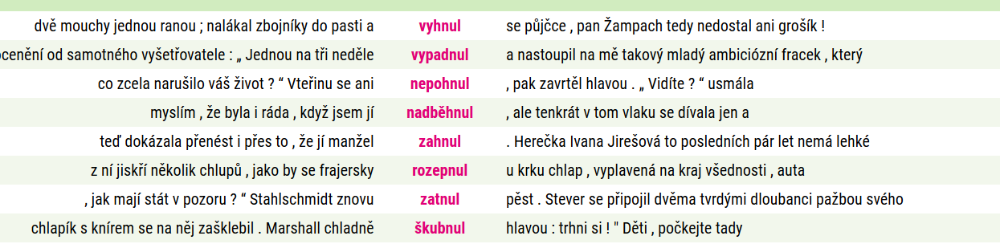 dvě mouchy jednou ranou ; nalákal zbojníky do pasti a vyhnul se půjčce , pan Žampach tedy nedostal ani grošík !
ocenění od samotného vyšetřovatele : „ Jednou na tři neděle vypadnul a nastoupil na mě takový mladý ambiciózní fracek , který
co zcela narušilo váš život ? “ Vteřinu se ani nepohnul , pak zavrtěl hlavou . „ Vidíte ? “ usmála
myslím , že byla i ráda , když jsem jí nadběhnul , ale tenkrát v tom vlaku se dívala jen a
teď dokázala přenést i přes to , že jí manžel zahnul . Herečka Ivana Jirešová to posledních pár let nemá lehké
z ní jiskří několik chlupů , jako by se frajersky rozepnul u krku chlap , vyplavená na kraj všednosti , auta
, jak mají stát v pozoru ? “ Stahlschmidt znovu zatnul pěst . Stever se připojil dvěma tvrdými dloubanci pažbou svého
chlapík s knírem se na něj zašklebil . Marshall chladně škubnul hlavou : trhni si ! " Děti , počkejte tady